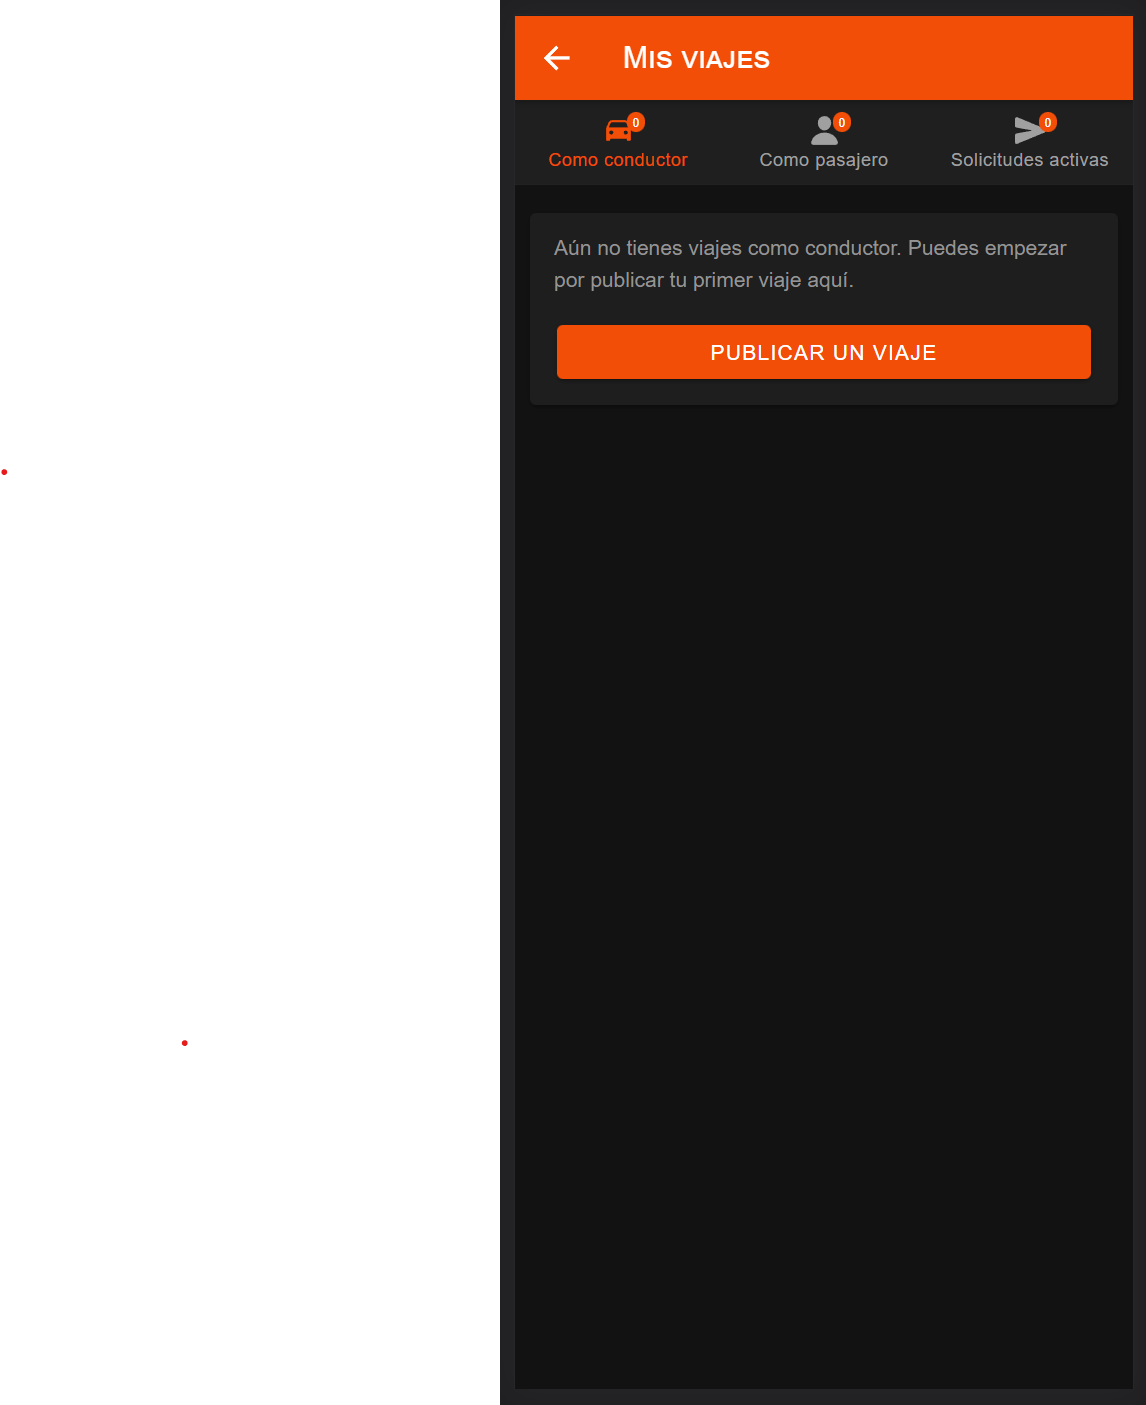 Mis viajes
0
Como conductor
0
Como pasajero
0
Solicitudes activas
Aún no tienes viajes como conductor. Puedes empezar
por publicar tu primer viaje aquí.
PUBLICAR UN VIAJE